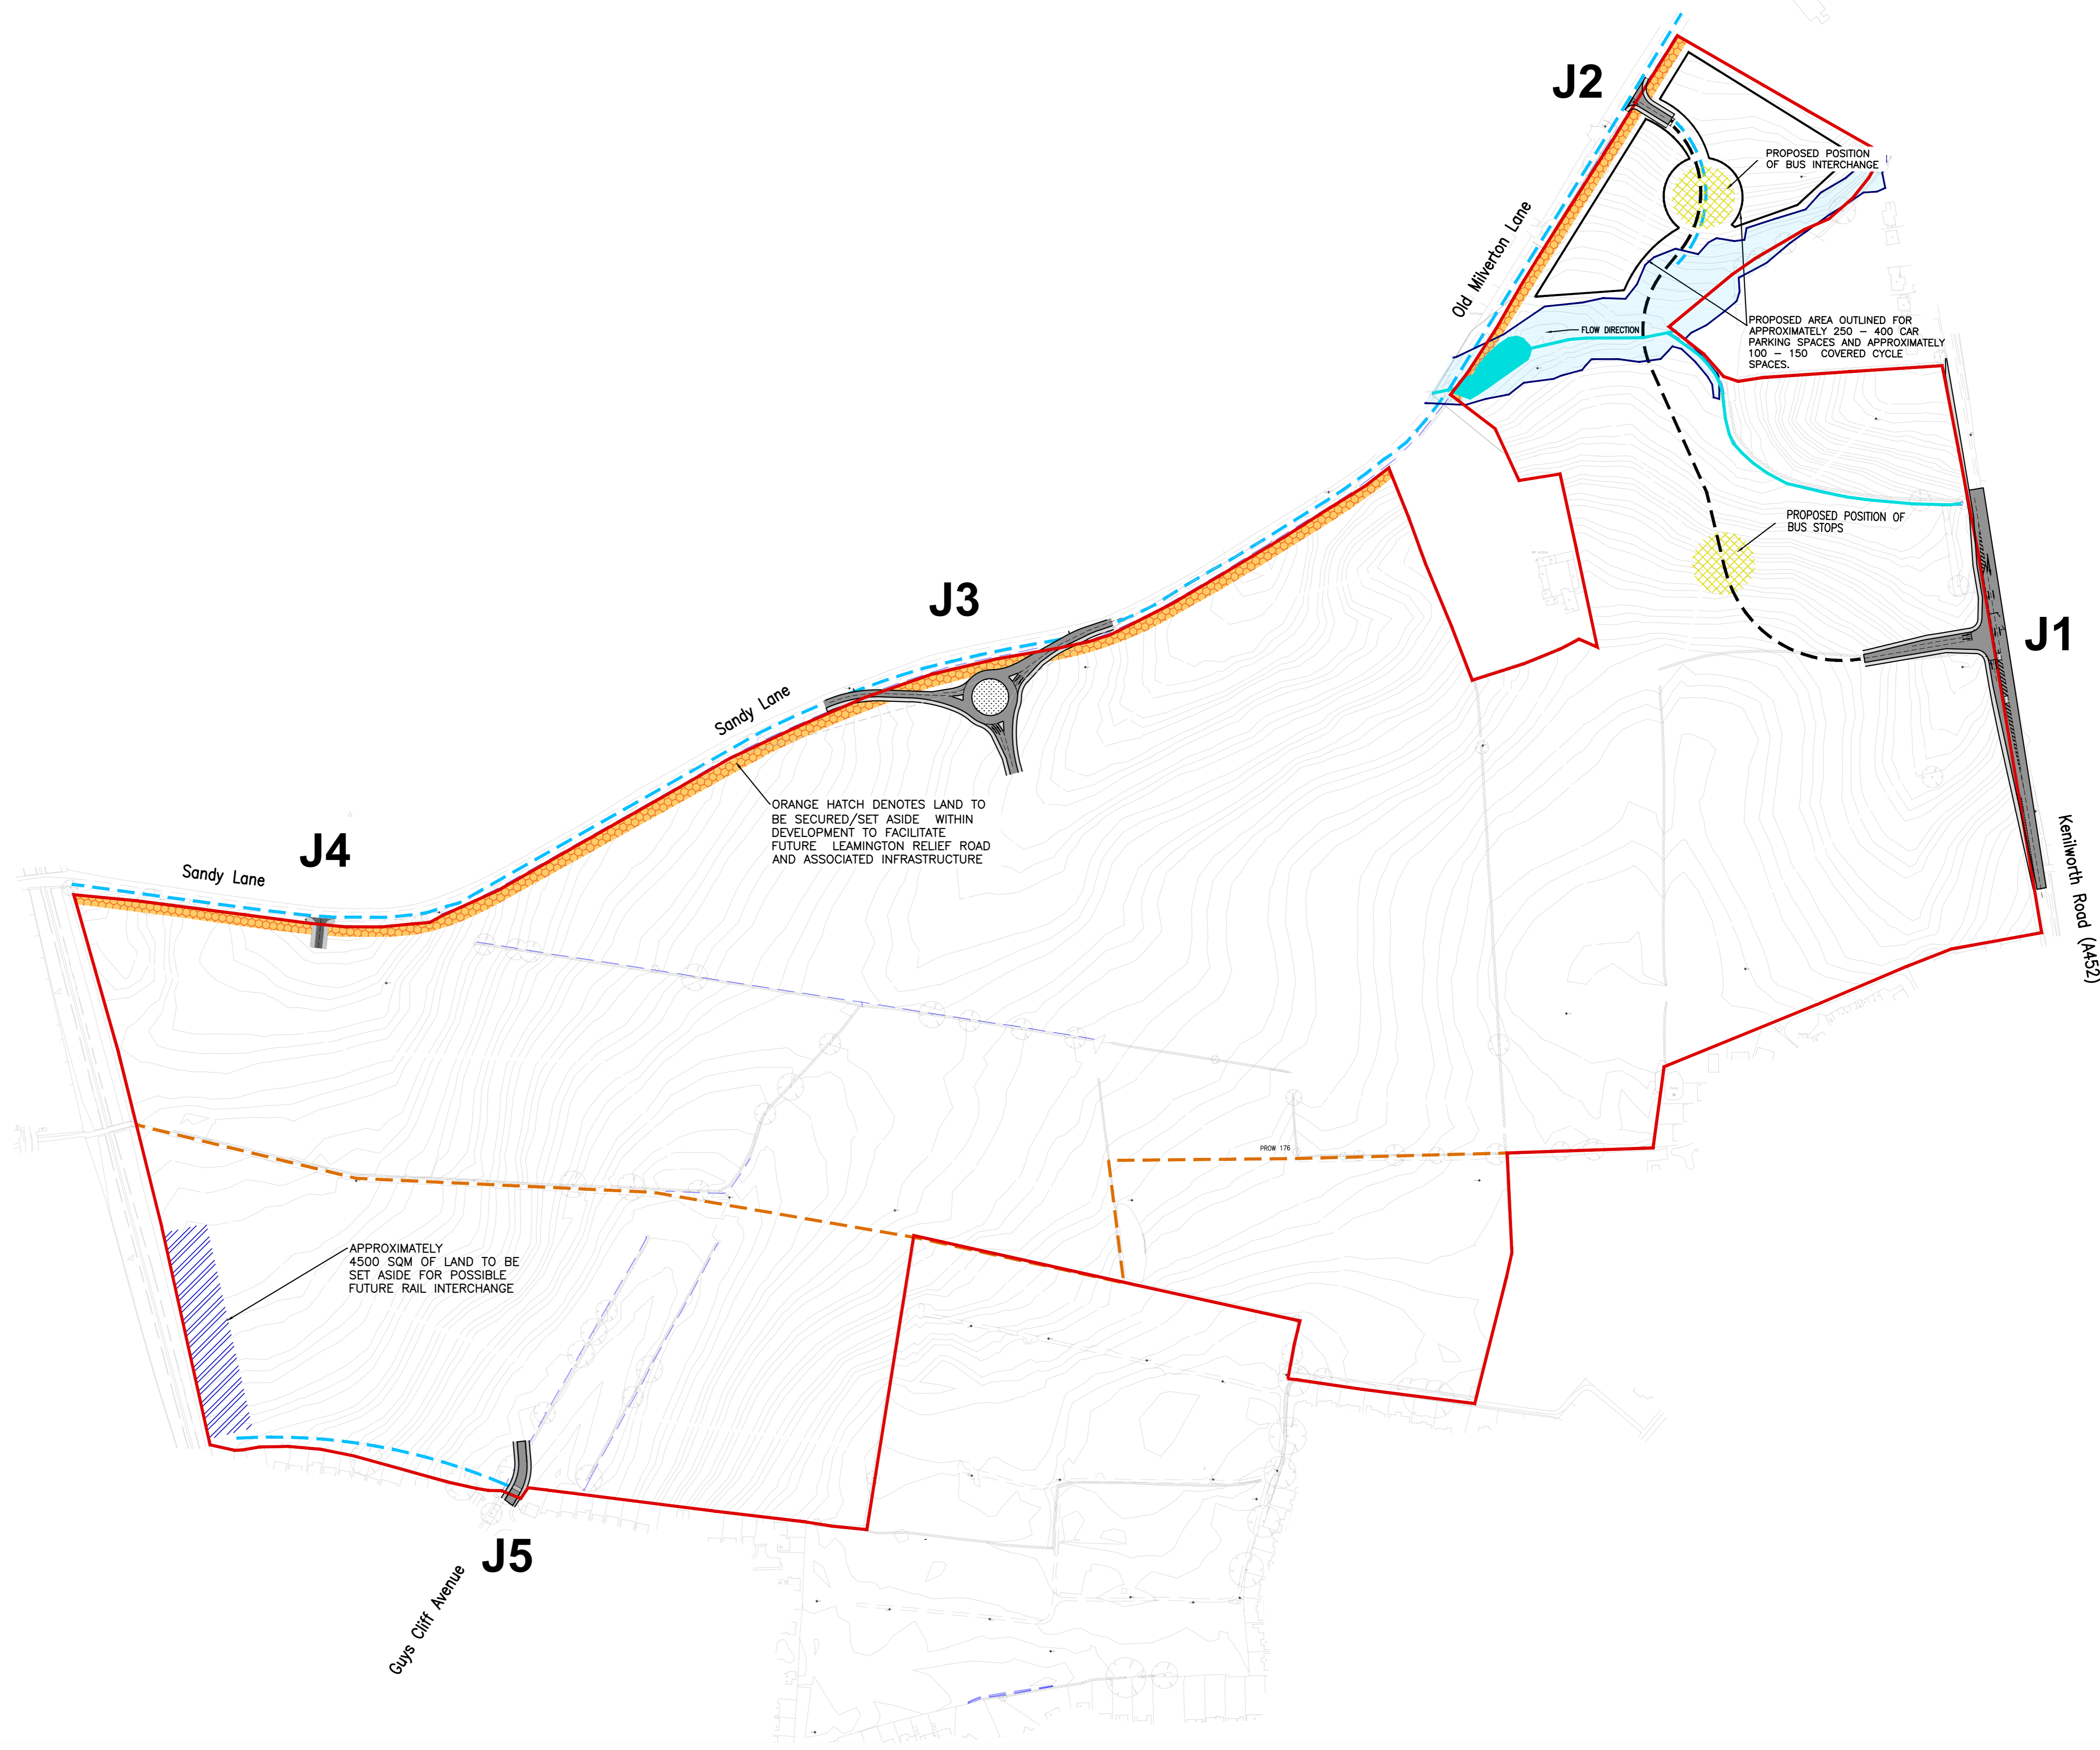 J2
PROPOSED POSITION
OF BUS INTERCHANGE
Old Milverton Lane
FLOW DIRECTION
PROPOSED AREA OUTLINED FOR
APPROXIMATELY 250 – 400 CAR
PARKING SPACES AND APPROXIMATELY
100 – 150 COVERED CYCLE
SPACES.
PROPOSED POSITION OF
BUS STOPS
J3
J1
Sandy Lane
ORANGE HATCH DENOTES LAND TO
BE SECURED/SET ASIDE WITHIN
DEVELOPMENT TO FACILITATE
FUTURE LEAMINGTON RELIEF ROAD
AND ASSOCIATED INFRASTRUCTURE
J4
Sandy Lane
Kenilworth Road (A452)
PROW 176
APPROXIMATELY
4500 SQM OF LAND TO BE
SET ASIDE FOR POSSIBLE
FUTURE RAIL INTERCHANGE
J5
Guys Cliff Avenue